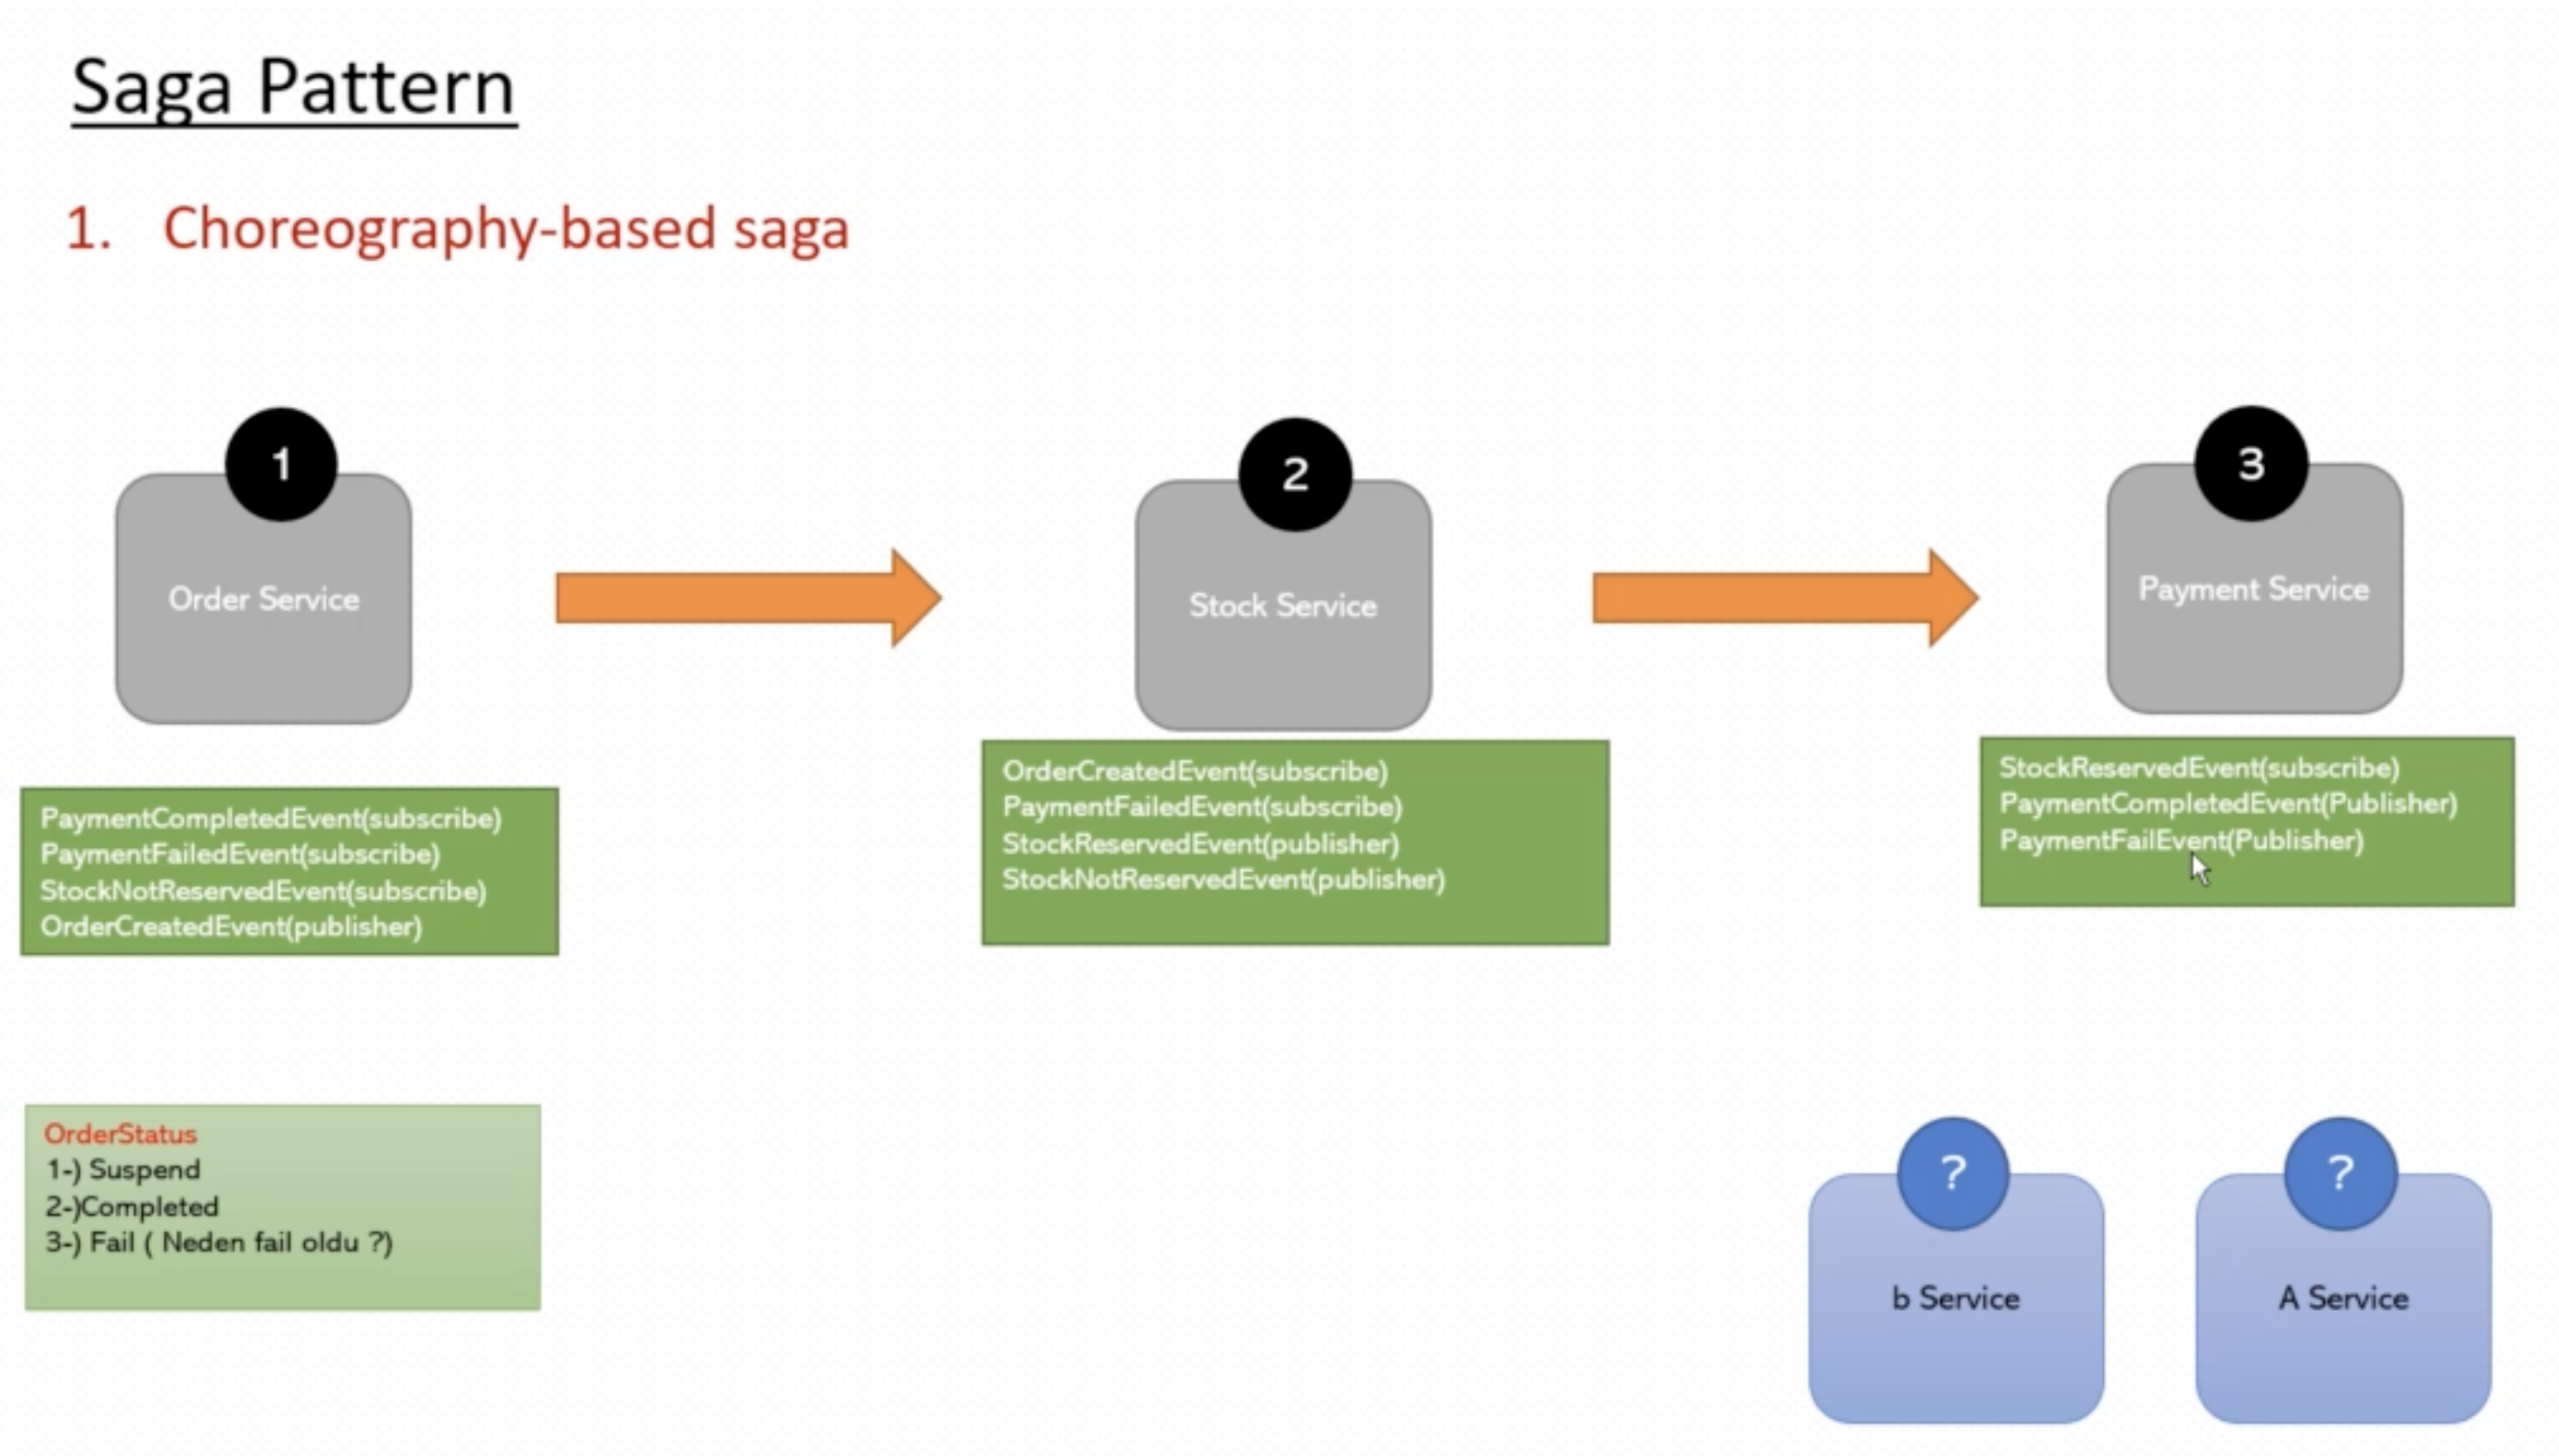 Saga Pattern
1. Choreography-based saga
1
Order Service
2
Stock Service
3
Payment Service
PaymentCompletedEvent(subscribe)
PaymentFailedEvent(subscribe)
StockNotReservedEvent(subscribe)
OrderCreatedEvent(publisher)
OrderCreatedEvent(subscribe)
PaymentFailedEvent(subscribe)
StockReservedEvent(publisher)
StockNotReservedEvent(publisher)
StockReservedEvent(subscribe)
PaymentCompletedEvent(Publisher)
PaymentFailEvent(Publisher)
OrderStatus
1-) Suspend
2-)Completed
3-) Fail ( Neden fail oldu ?)
?
b Service
?
A Service